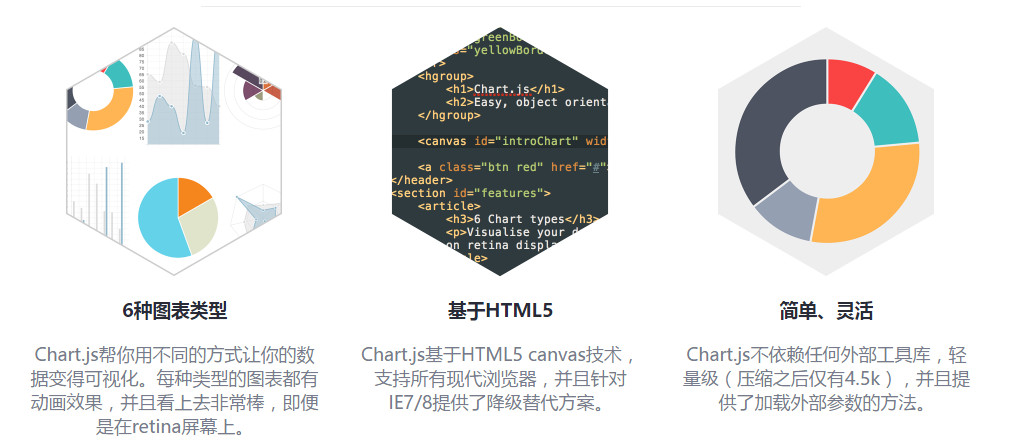 greenBo
"yellowBor
<hgroup>
<h1>Chart.js</h1>
<h2>Easy, object orient
</hgroup>
<canvas id="introChart" wid
<a class="btn red" href="#"
</header>
<section id="features">
<article>
<h3>6 Chart types</h3>
<p>Visualise your d
on retina displ
6种图表类型
Chart.js帮你用不同的方式让你的数
据变得可视化。每种类型的图表都有
动画效果，并且看上去非常棒，即便
是在retina屏幕上。
基于HTML5
Chart.js基于HTML5 canvas技术，
支持所有现代浏览器，并且针对
IE7/8提供了降级替代方案。
简单、灵活
Chart.js不依赖任何外部工具库，轻
量级（压缩之后仅有4.5k），并且提
供了加载外部参数的方法。